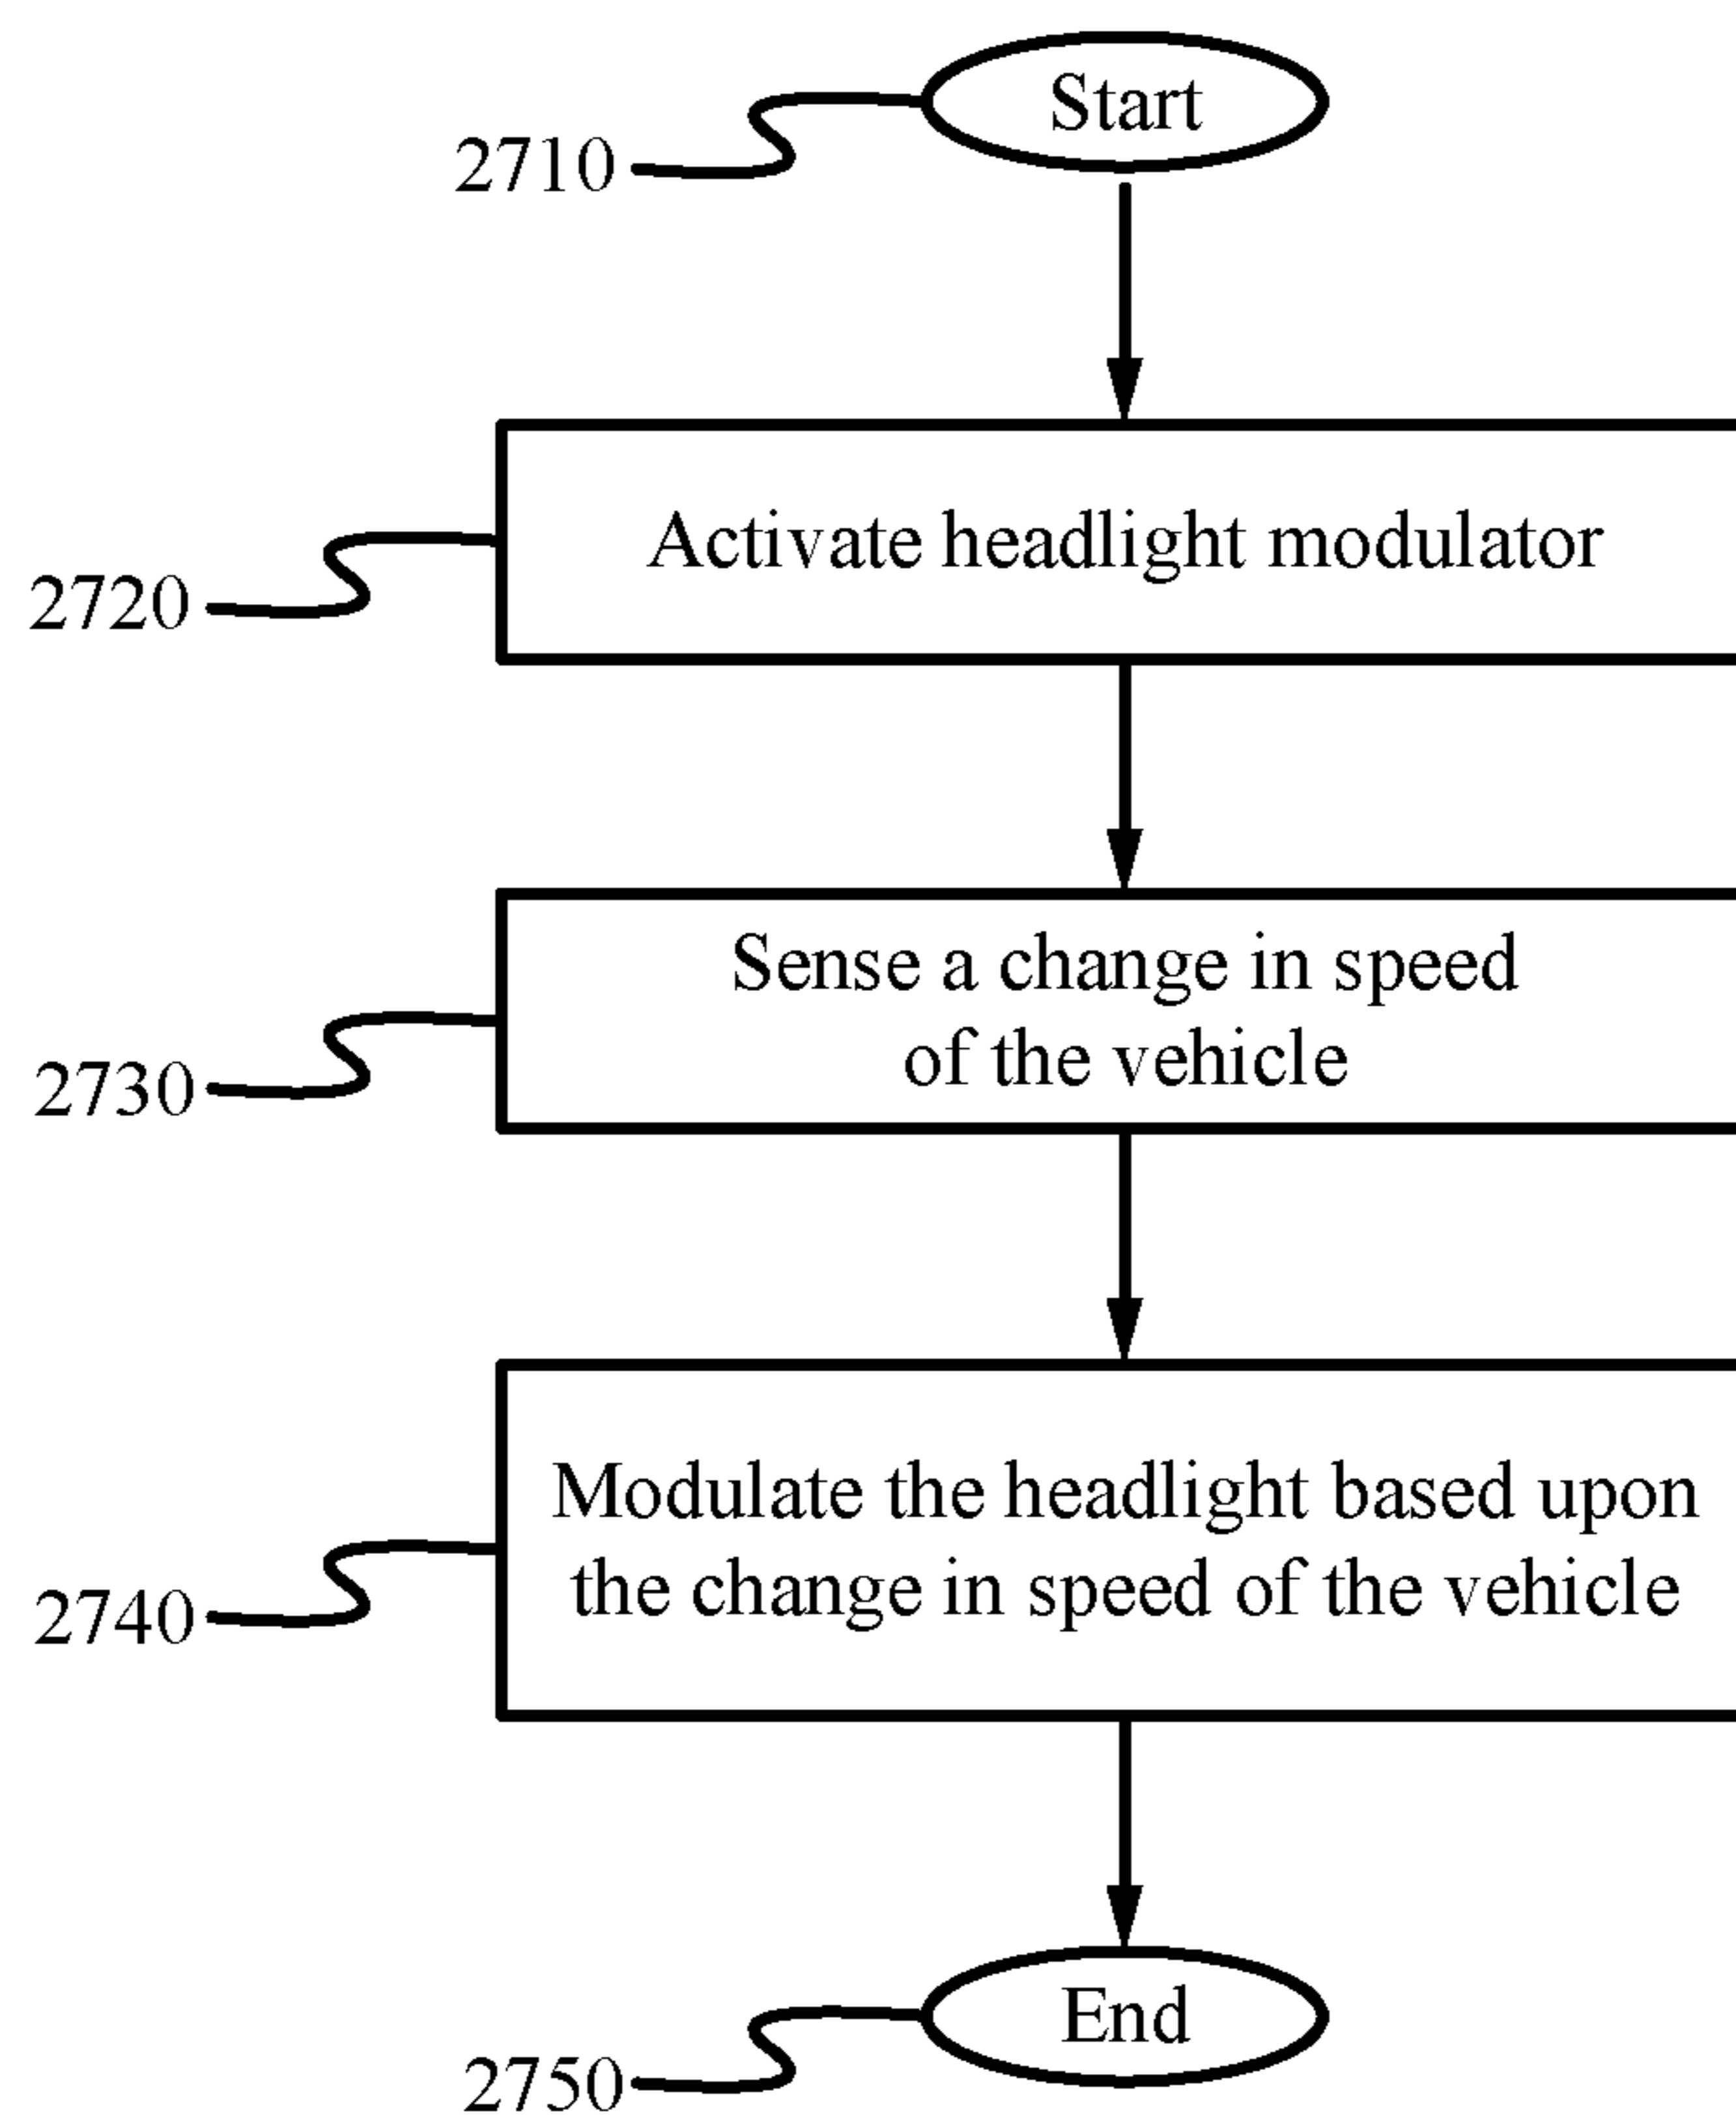 Start
2710
Activate headlight modulator
2720
Sense a change in speed
of the vehicle
2730
Modulate the headlight based upon
the change in speed of the vehicle
2740
End
2750